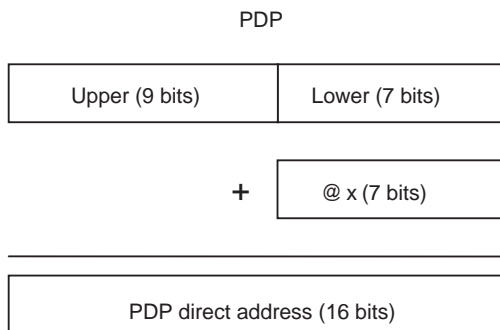 PDP
Upper (9 bits) Lower (7 bits)
+ @ x (7 bits)
PDP direct address (16 bits)